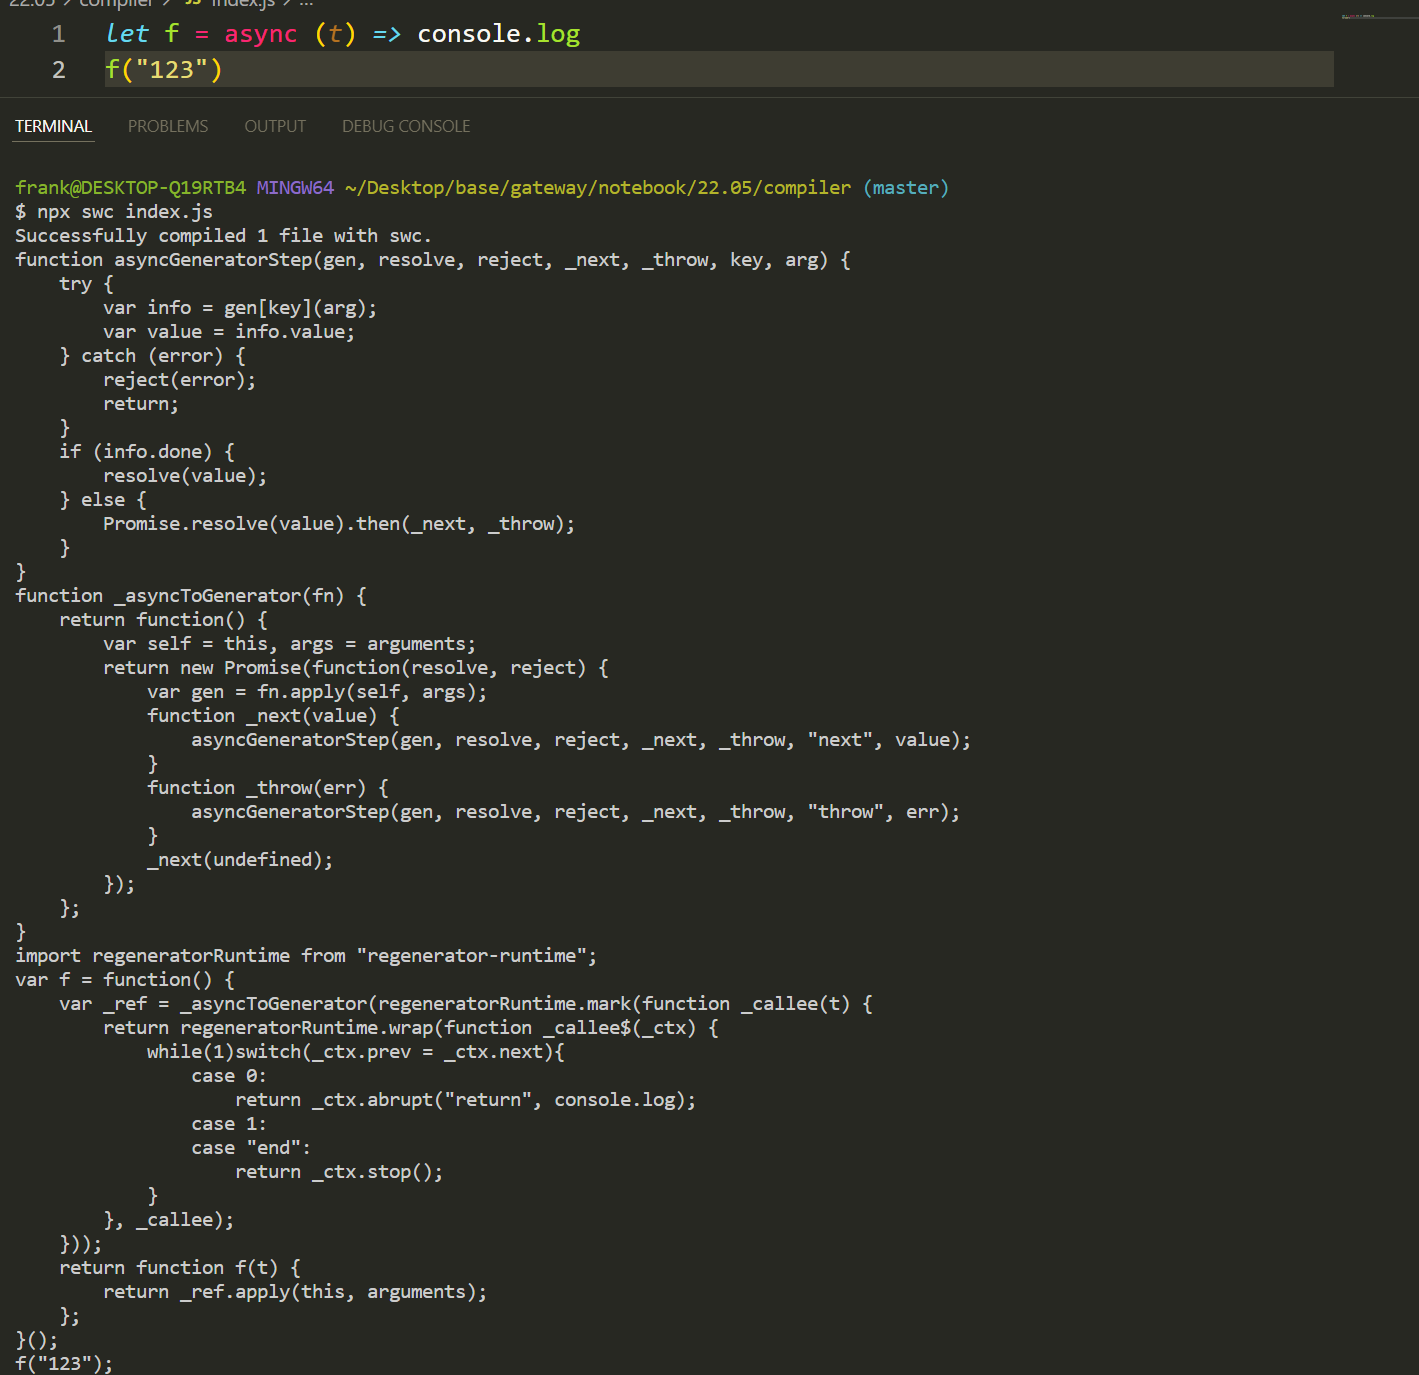 22.05 > compiler > JS index.js > ...
1 let f = async (t) => console.log
2 f("123")
TERMINAL PROBLEMS OUTPUT DEBUG CONSOLE
frank@DESKTOP-Q19RTB4 MINGW64 ~/Desktop/base/gateway/notebook/22.05/compiler (master)
$ npx swc index.js
Successfully compiled 1 file with swc.
function asyncGeneratorStep(gen, resolve, reject, _next, _throw, key, arg) {
    try {
        var info = gen[key](arg);
        var value = info.value;
    } catch (error) {
        reject(error);
        return;
    }
    if (info.done) {
        resolve(value);
    } else {
        Promise.resolve(value).then(_next, _throw);
    }
}
function _asyncToGenerator(fn) {
    return function() {
        var self = this, args = arguments;
        return new Promise(function(resolve, reject) {
            var gen = fn.apply(self, args);
            function _next(value) {
                asyncGeneratorStep(gen, resolve, reject, _next, _throw, "next", value);
            }
            function _throw(err) {
                asyncGeneratorStep(gen, resolve, reject, _next, _throw, "throw", err);
            }
            _next(undefined);
        });
    };
}
import regeneratorRuntime from "regenerator-runtime";
var f = function() {
    var _ref = _asyncToGenerator(regeneratorRuntime.mark(function _callee(t) {
        return regeneratorRuntime.wrap(function _callee$(_ctx) {
            while(1)switch(_ctx.prev = _ctx.next){
                case 0:
                    return _ctx.abrupt("return", console.log);
                case 1:
                case "end":
                    return _ctx.stop();
            }
        }, _callee);
    }));
    return function f(t) {
        return _ref.apply(this, arguments);
    };
}();
f("123");